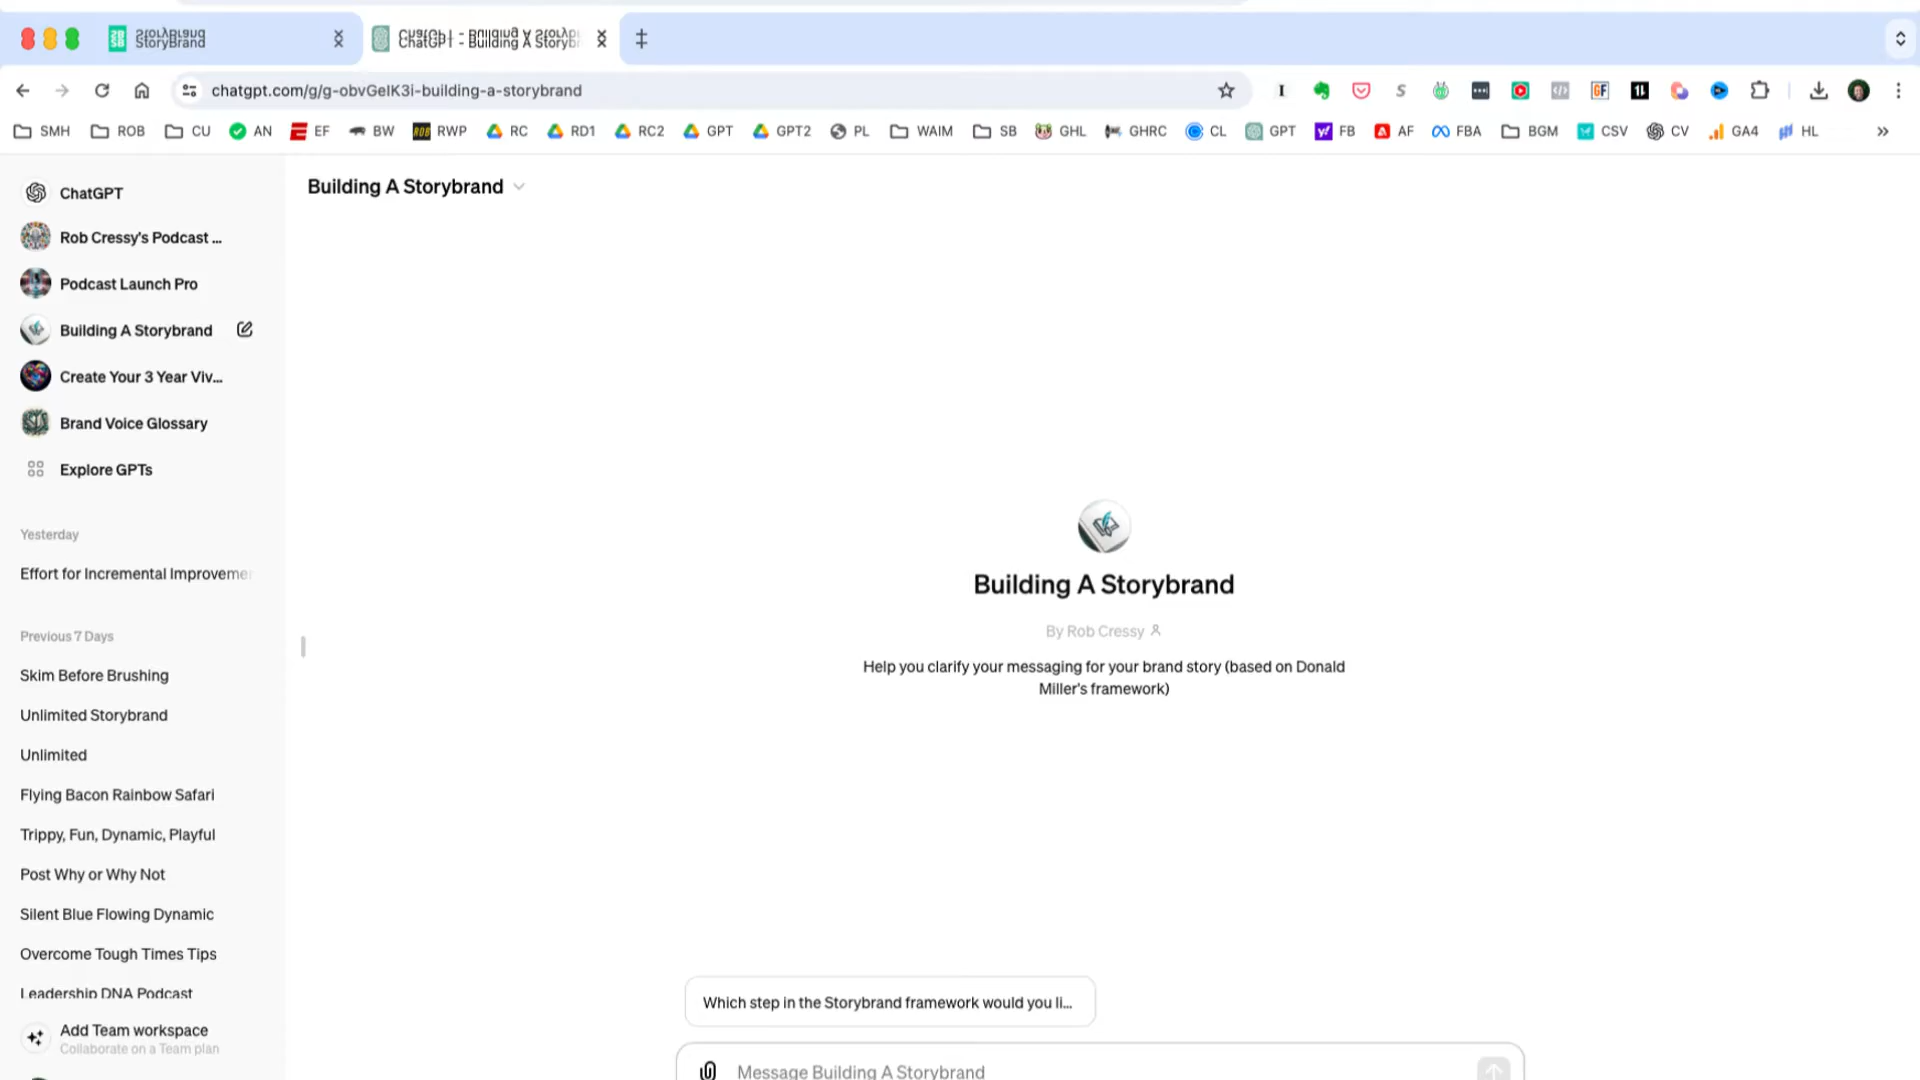 StoryBrand
ChatGPT - Building A Storyb
chatgpt.com/g/g-obvGeIK3i-building-a-storybrand
SMH
ROB
CU
AN
EF
BW
RWP
RC
RD1
RC2
GPT
GPT2
PL
WAIM
SB
GHL
GHRC
CL
GPT
FB
AF
FBA
BGM
CSV
CV
GA4
HL
ChatGPT
Rob Cressy's Podcast ...
Podcast Launch Pro
Building A Storybrand
Create Your 3 Year Viv...
Brand Voice Glossary
Explore GPTs
Yesterday
Effort for Incremental Improvemen
Previous 7 Days
Skim Before Brushing
Unlimited Storybrand
Unlimited
Flying Bacon Rainbow Safari
Trippy, Fun, Dynamic, Playful
Post Why or Why Not
Silent Blue Flowing Dynamic
Overcome Tough Times Tips
Leadership DNA Podcast
Add Team workspace
Collaborate on a Team plan
Building A Storybrand
Building A Storybrand
By Rob Cressy
Help you clarify your messaging for your brand story (based on Donald
Miller's framework)
Which step in the Storybrand framework would you li...
Message Building A Storybrand